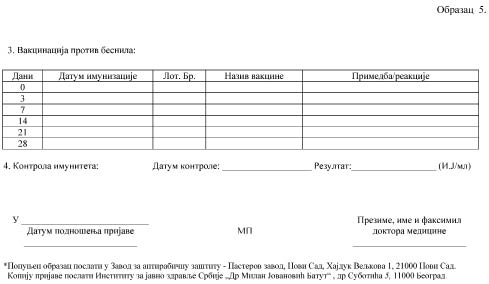 Образац 5.
3. Вакцинација против беснила:
Дани Датум имунизације Лот. Бр. Назив вакцине Примедба/реакције
0
3
7
14
21
28
4. Контрола имунитета: Датум контроле: ____________________ Резултат:___________________ (И.Ј/мл)
У ____________________________
Датум подношења пријаве МП Презиме, име и факсимил
доктора медицине
_________________________ ________________________
*Попуњен образац послати у Завод за антирабичну заштиту - Пастеров завод, Нови Сад, Хајдук Вељкова 1, 21000 Нови Сад.
Копију пријаве послати Институту за јавно здравље Србије „Др Милан Јовановић Батут" , др Суботића 5, 11000 Београд